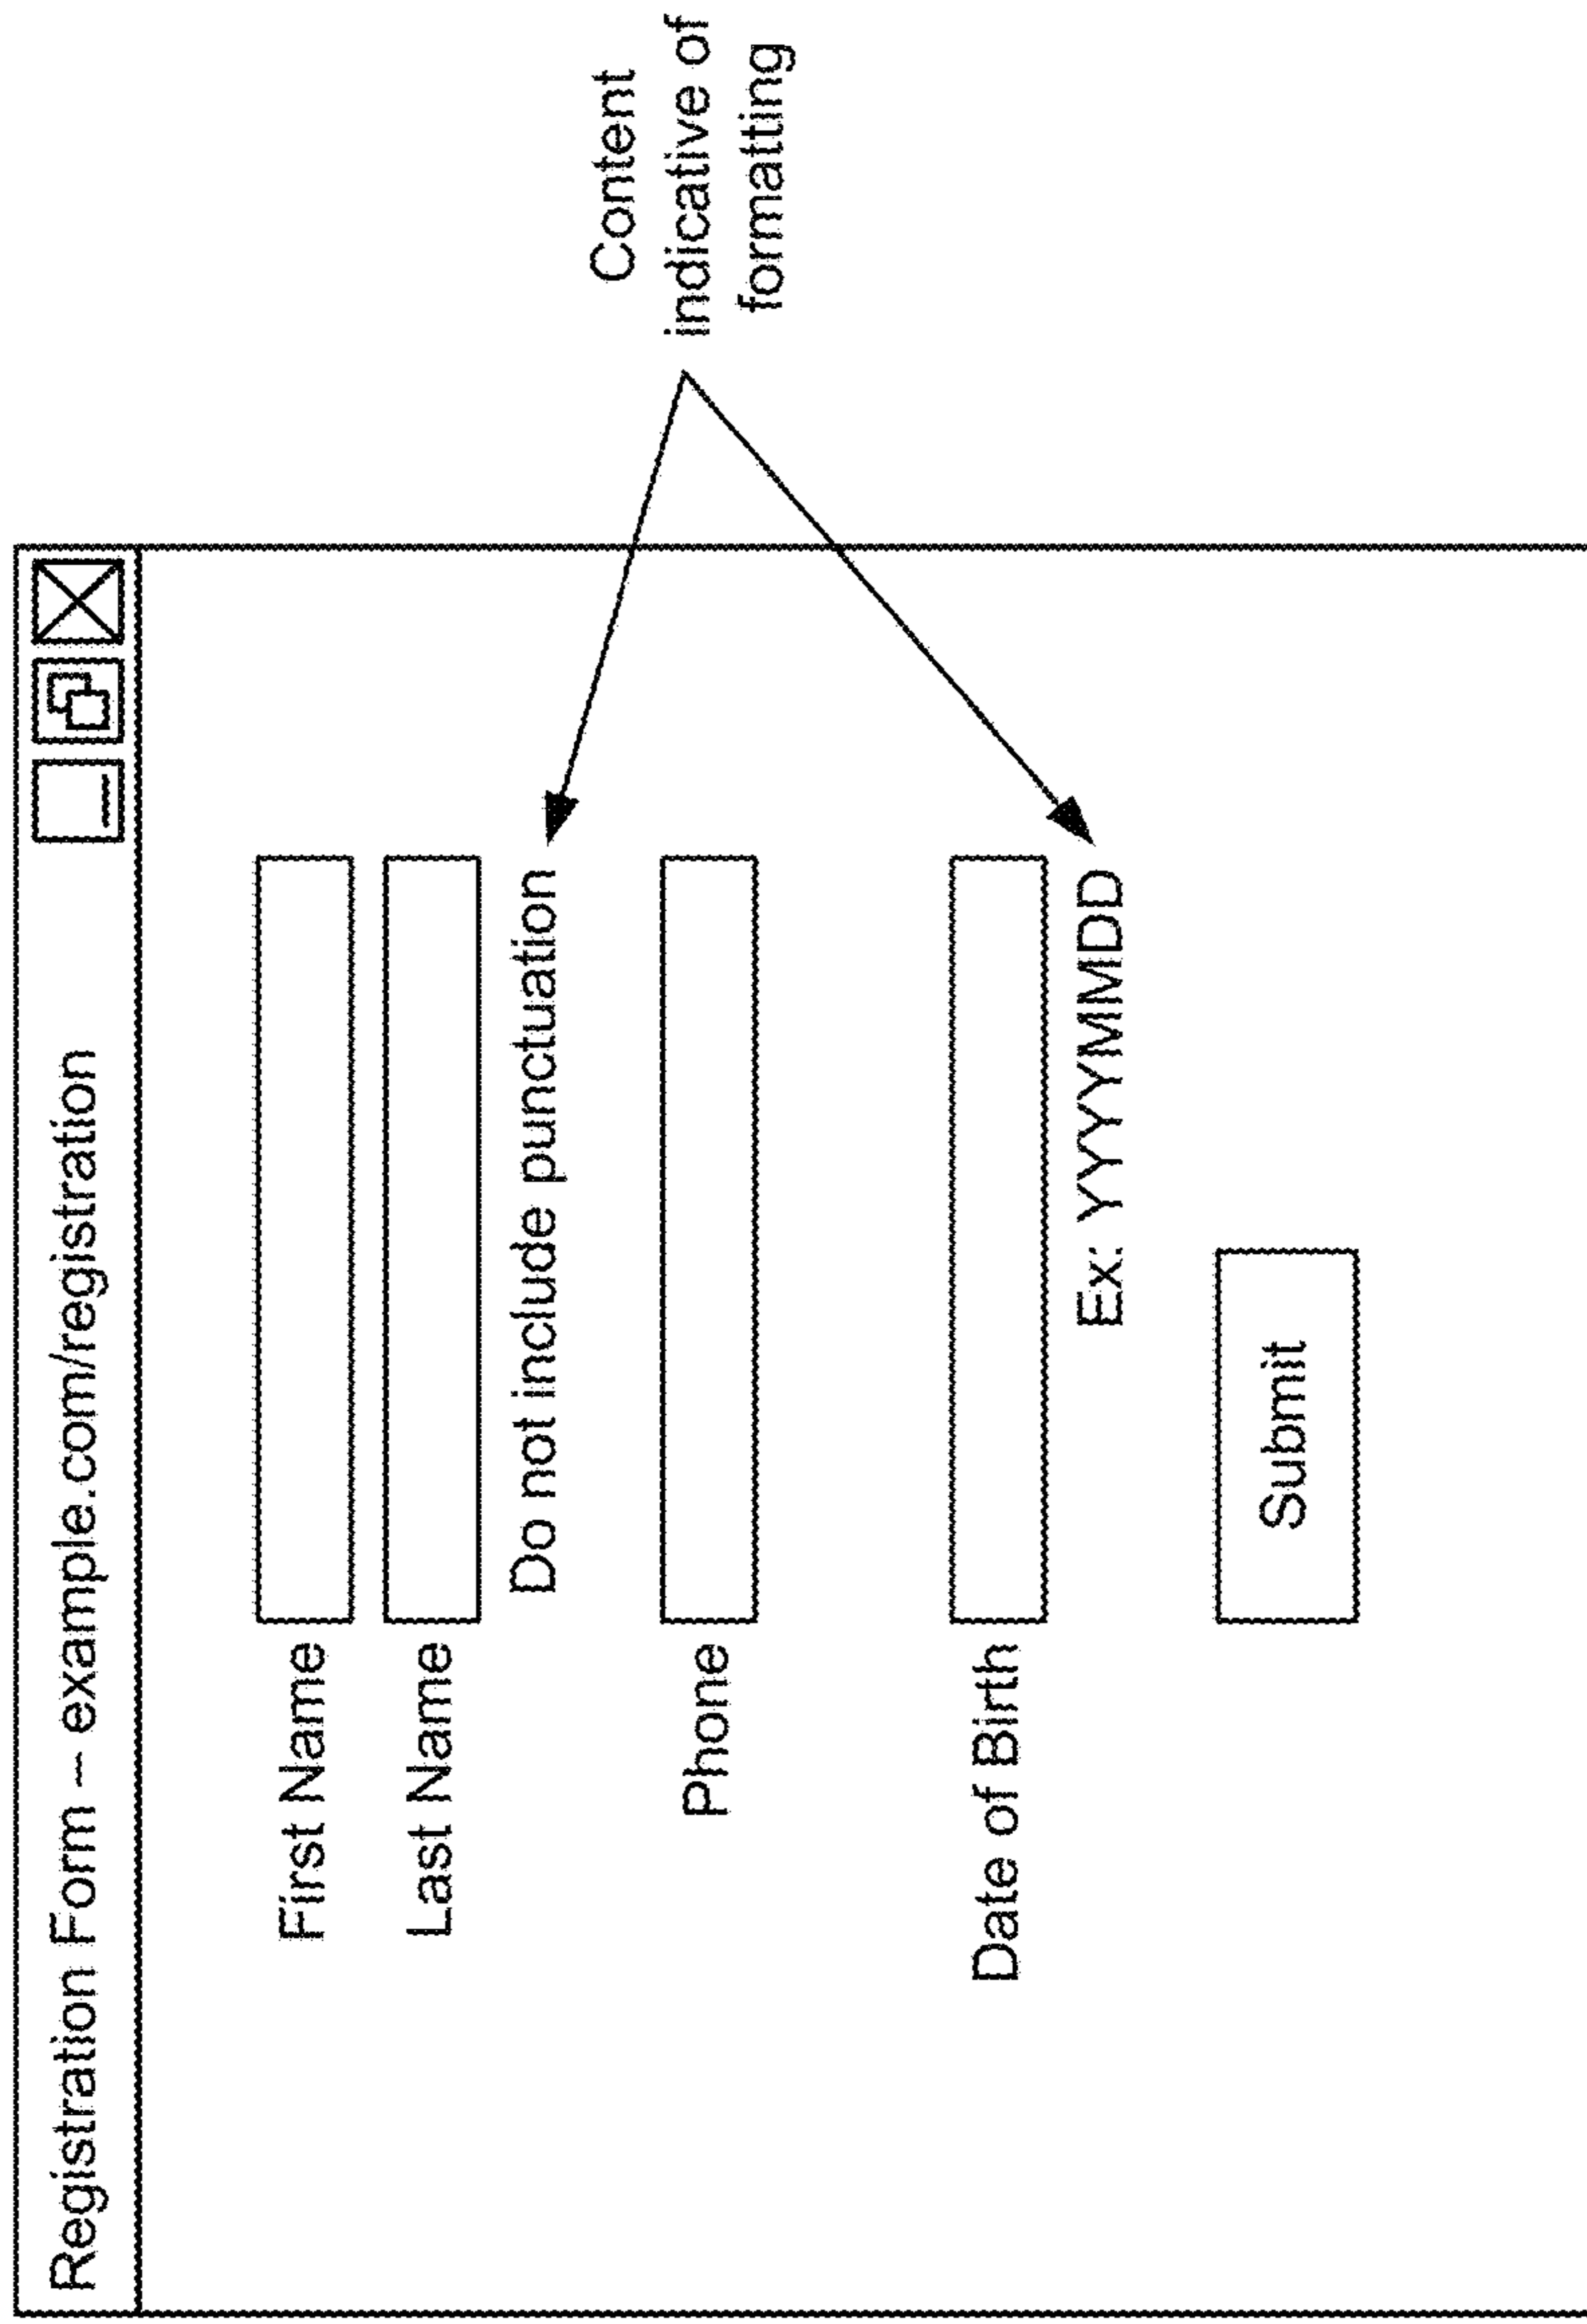 Registration Form – example.com/registration
First Name
Last Name
Do not include punctuation
Content
indicative of
formatting
Phone
Date of Birth
Ex: YYYYMMDD
Submit